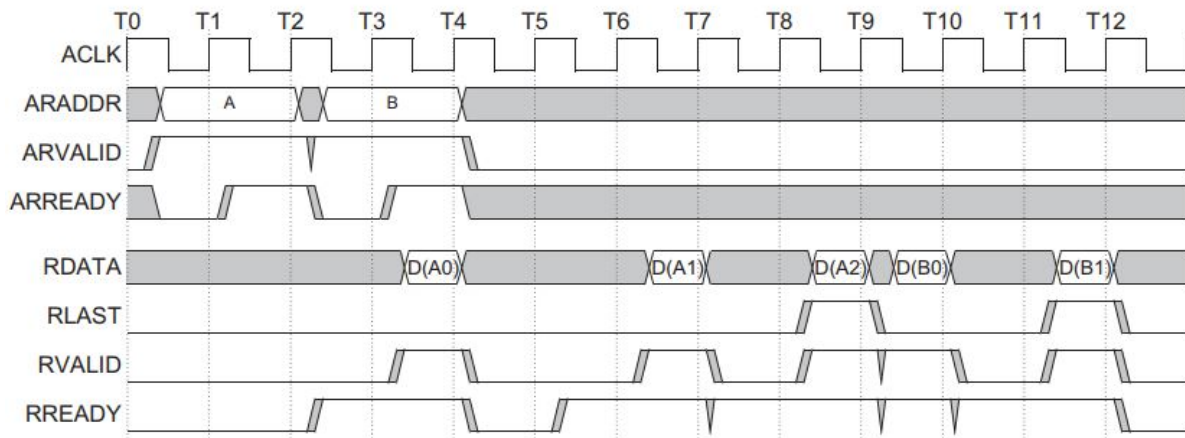 T0 T1 T2 T3 T4 T5 T6 T7 T8 T9 T10 T11 T12
ACLK
ARADDR A B
ARVALID
ARREADY
RDATA D(A0) D(A1) D(A2) D(B0) D(B1)
RLAST
RVALID
RREADY